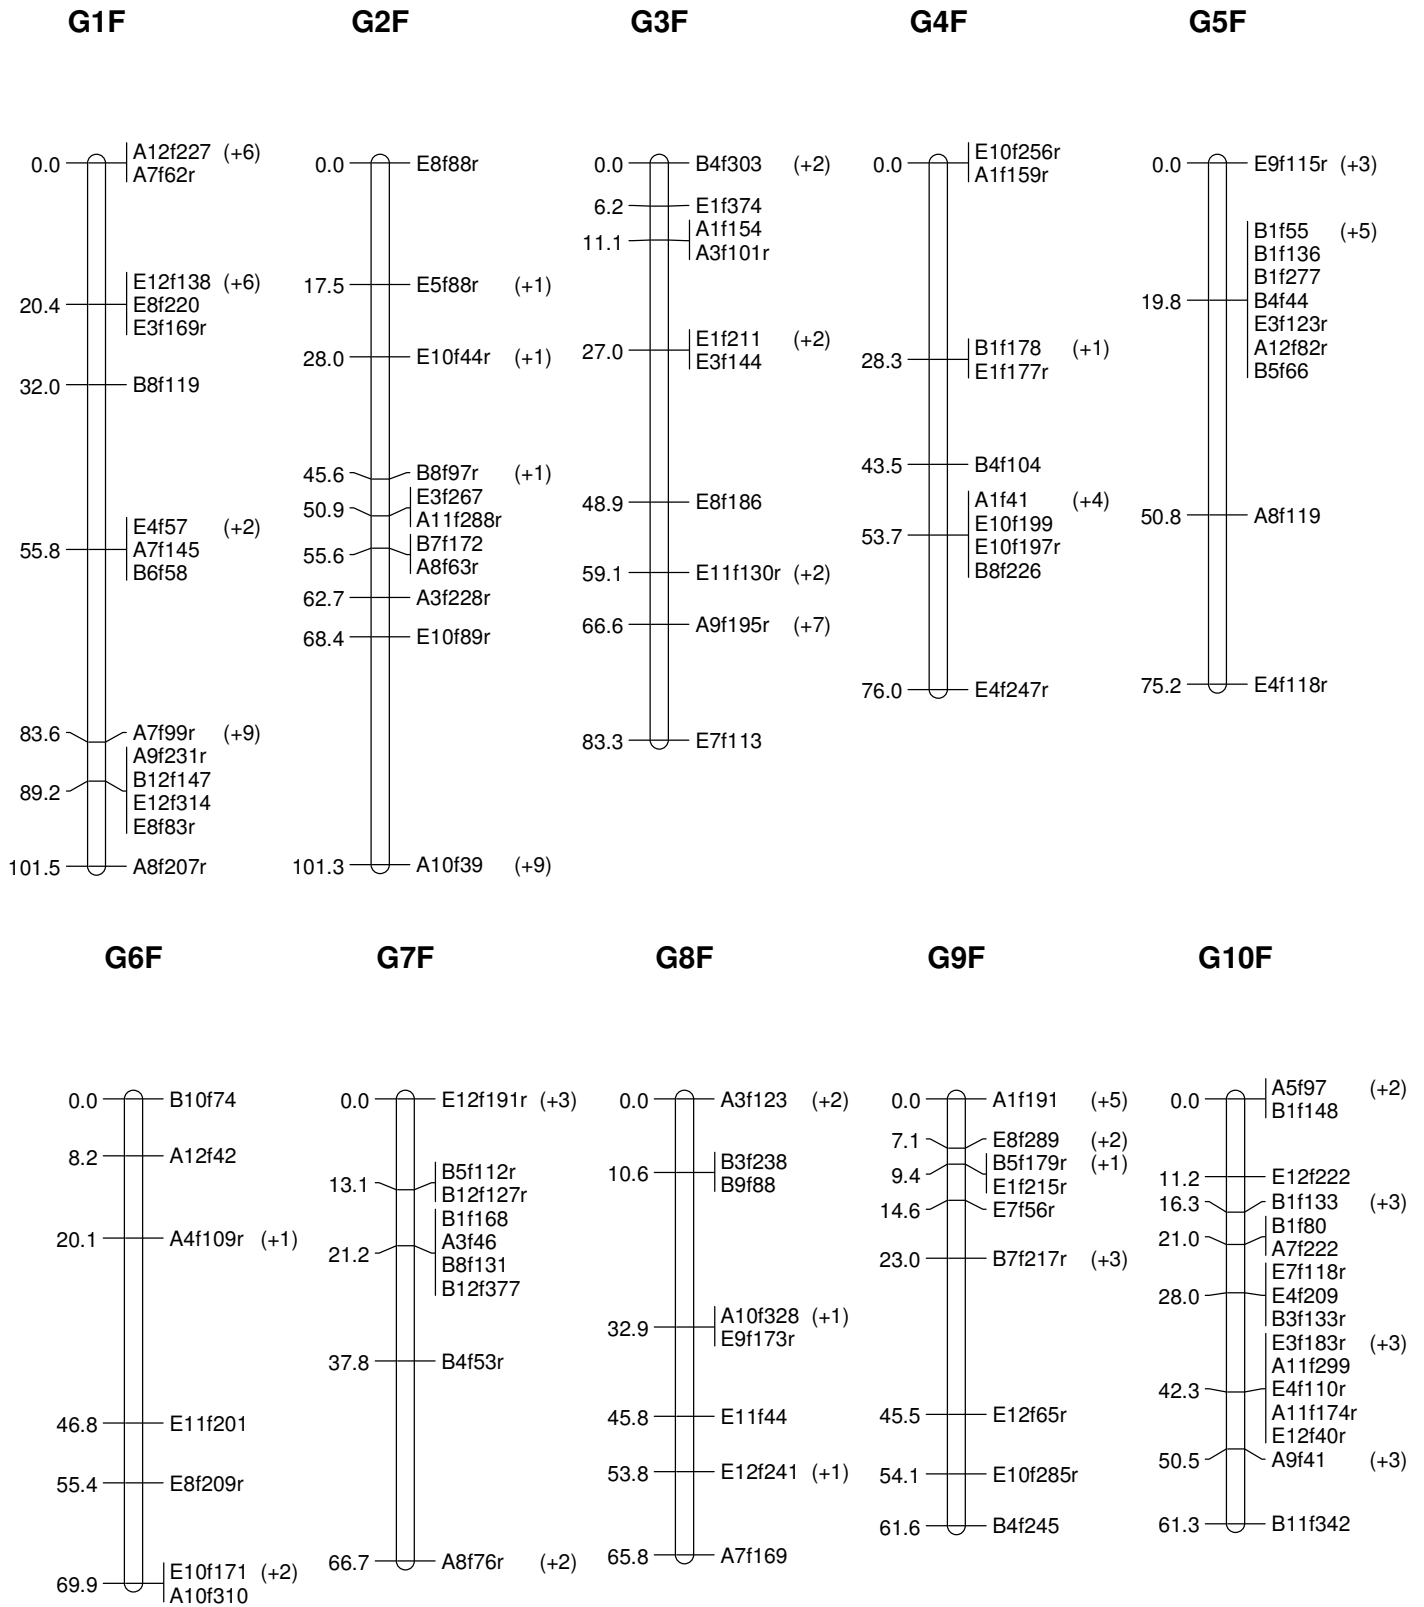 G1F
0.0 A12f227 (+6)
A7f62r
20.4 E12f138 (+6)
E8f220
E3f169r
32.0 B8f119
55.8 E4f57 (+2)
A7f145
B6f58
83.6 A7f99r (+9)
89.2 A9f231r
B12f147
E12f314
E8f83r
101.5 A8f207r
G2F
0.0 E8f88r
17.5 E5f88r (+1)
28.0 E10f44r (+1)
45.6 B8f97r (+1)
50.9 E3f267
A11f288r
55.6 B7f172
A8f63r
62.7 A3f228r
68.4 E10f89r
101.3 A10f39 (+9)
G3F
0.0 B4f303 (+2)
6.2 E1f374
11.1 A1f154
A3f101r
27.0 E1f211 (+2)
E3f144
48.9 E8f186
59.1 E11f130r (+2)
66.6 A9f195r (+7)
83.3 E7f113
G4F
0.0 E10f256r
A1f159r
28.3 B1f178 (+1)
E1f177r
43.5 B4f104
53.7 A1f41 (+4)
E10f199
E10f197r
B8f226
76.0 E4f247r
G5F
0.0 E9f115r (+3)
19.8 B1f55 (+5)
B1f136
B1f277
B4f44
E3f123r
A12f82r
B5f66
50.8 A8f119
75.2 E4f118r
G6F
0.0 B10f74
8.2 A12f42
20.1 A4f109r (+1)
46.8 E11f201
55.4 E8f209r
69.9 E10f171 (+2)
A10f310
G7F
0.0 E12f191r (+3)
13.1 B5f112r
B12f127r
21.2 B1f168
A3f46
B8f131
B12f377
37.8 B4f53r
66.7 A8f76r (+2)
G8F
0.0 A3f123 (+2)
10.6 B3f238
B9f88
32.9 A10f328 (+1)
E9f173r
45.8 E11f44
53.8 E12f241 (+1)
65.8 A7f169
G9F
0.0 A1f191 (+5)
7.1 E8f289 (+2)
9.4 B5f179r (+1)
E1f215r
14.6 E7f56r
23.0 B7f217r (+3)
45.5 E12f65r
54.1 E10f285r
61.6 B4f245
G10F
0.0 A5f97 (+2)
B1f148
11.2 E12f222
16.3 B1f133 (+3)
21.0 B1f80
A7f222
28.0 E7f118r
E4f209
B3f133r
42.3 E3f183r (+3)
A11f299
E4f110r
A11f174r
E12f40r
50.5 A9f41 (+3)
61.3 B11f342